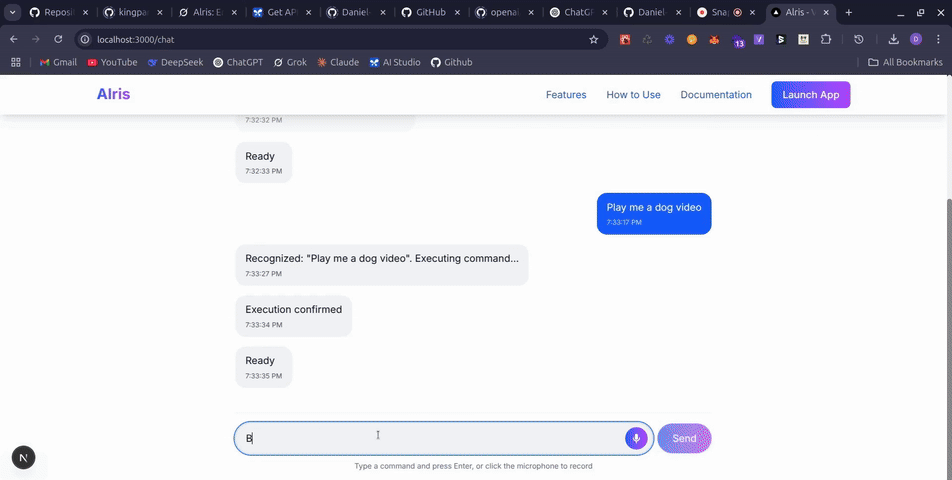 Reposi
kingpa
Alris: E
Get AP
Daniel
GitHub
openai
ChatG
Daniel
Snap
Alris - V
localhost:3000/chat
13
D
Gmail
YouTube
DeepSeek
ChatGPT
Grok
Claude
AI Studio
Github
All Bookmarks
Alris
Features
How to Use
Documentation
Launch App
7:32:32 PM
Ready
7:32:33 PM
Play me a dog video
7:33:17 PM
Recognized: "Play me a dog video". Executing command...
7:33:27 PM
Execution confirmed
7:33:34 PM
Ready
7:33:35 PM
B
Send
N
Type a command and press Enter, or click the microphone to record